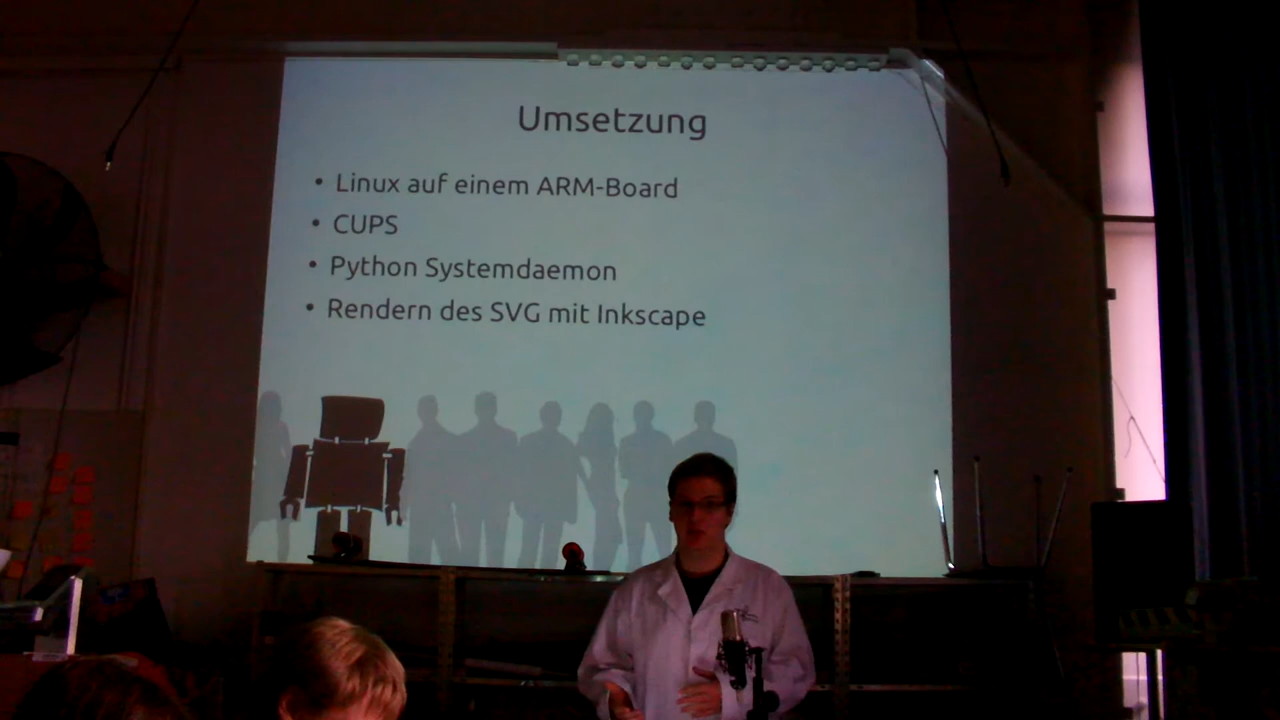 Umsetzung
• Linux auf einem ARM-Board
• CUPS
• Python Systemdaemon
• Rendern des SVG mit Inkscape